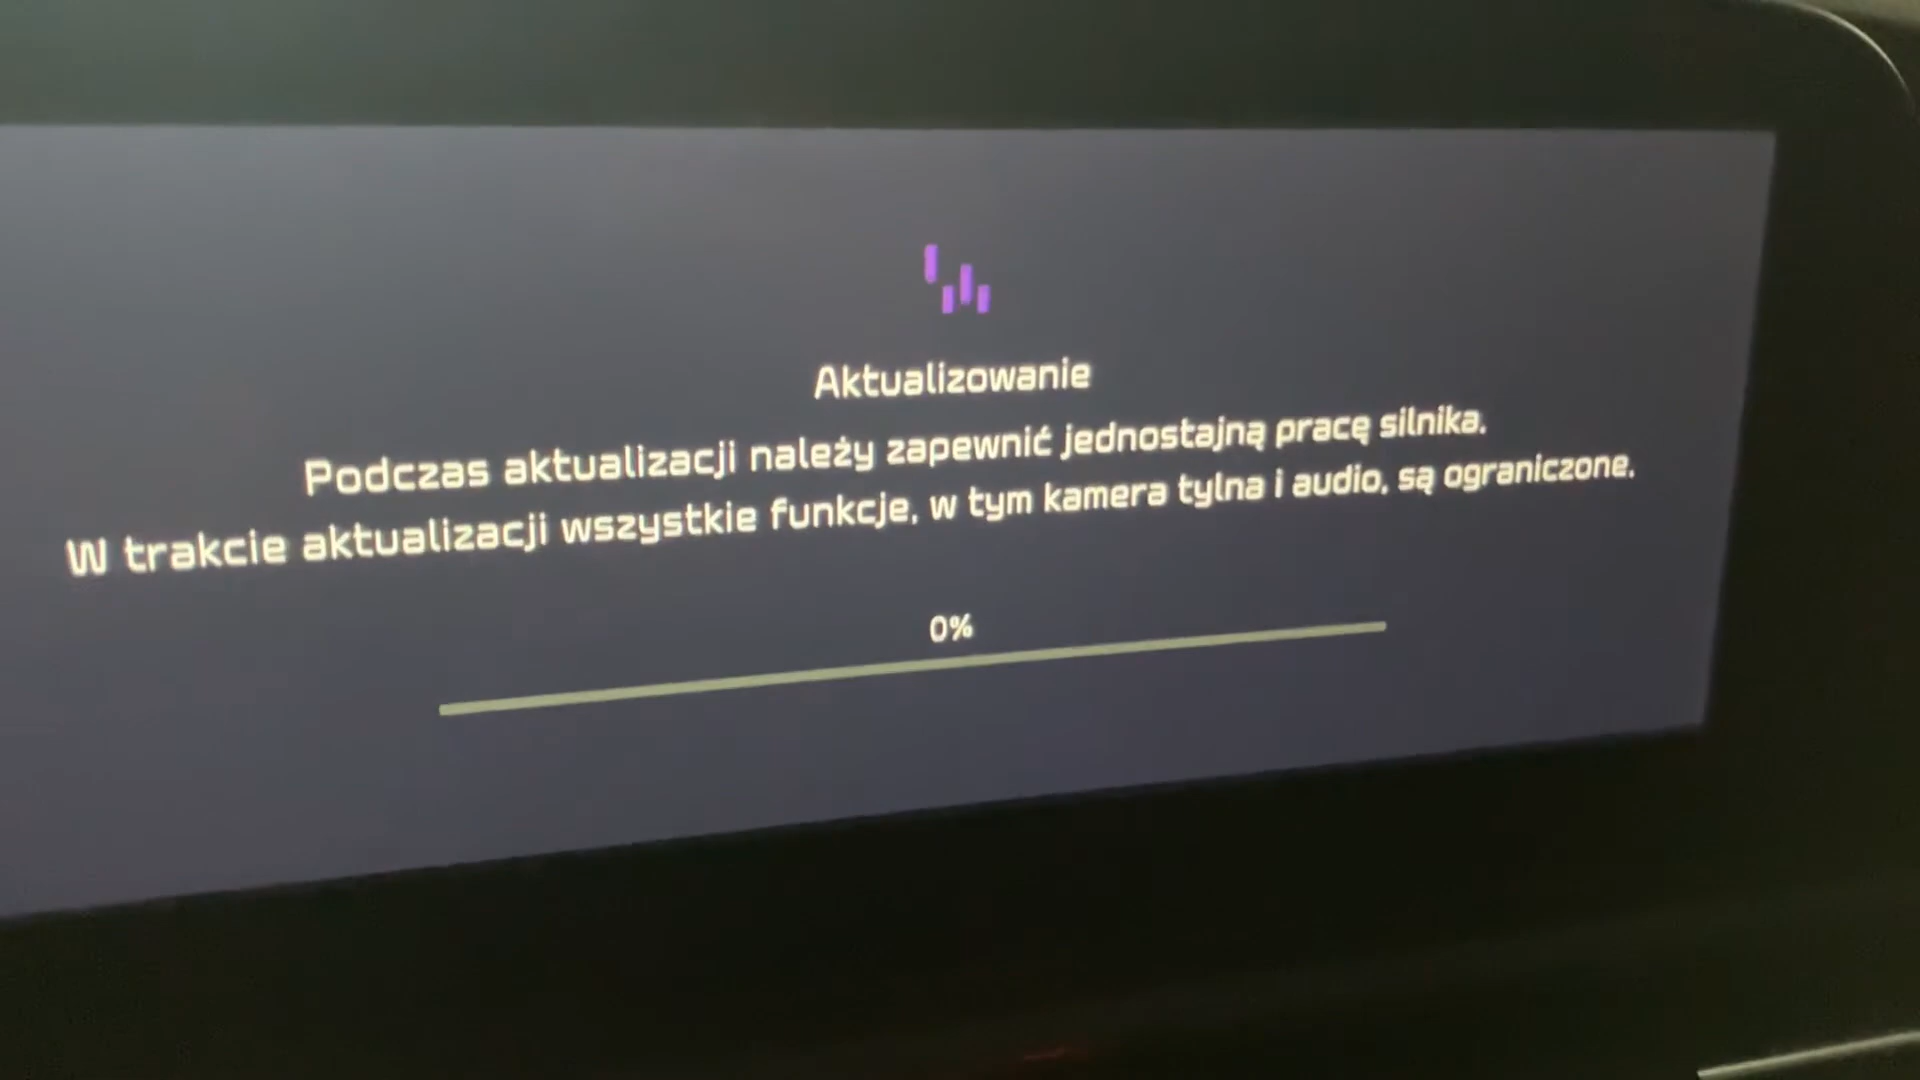 Aktualizowanie
Podczas aktualizacji należy zapewnić jednostajną pracę silnika.
W trakcie aktualizacji wszystkie funkcje, w tym kamera tylna i audio, są ograniczone.
0%